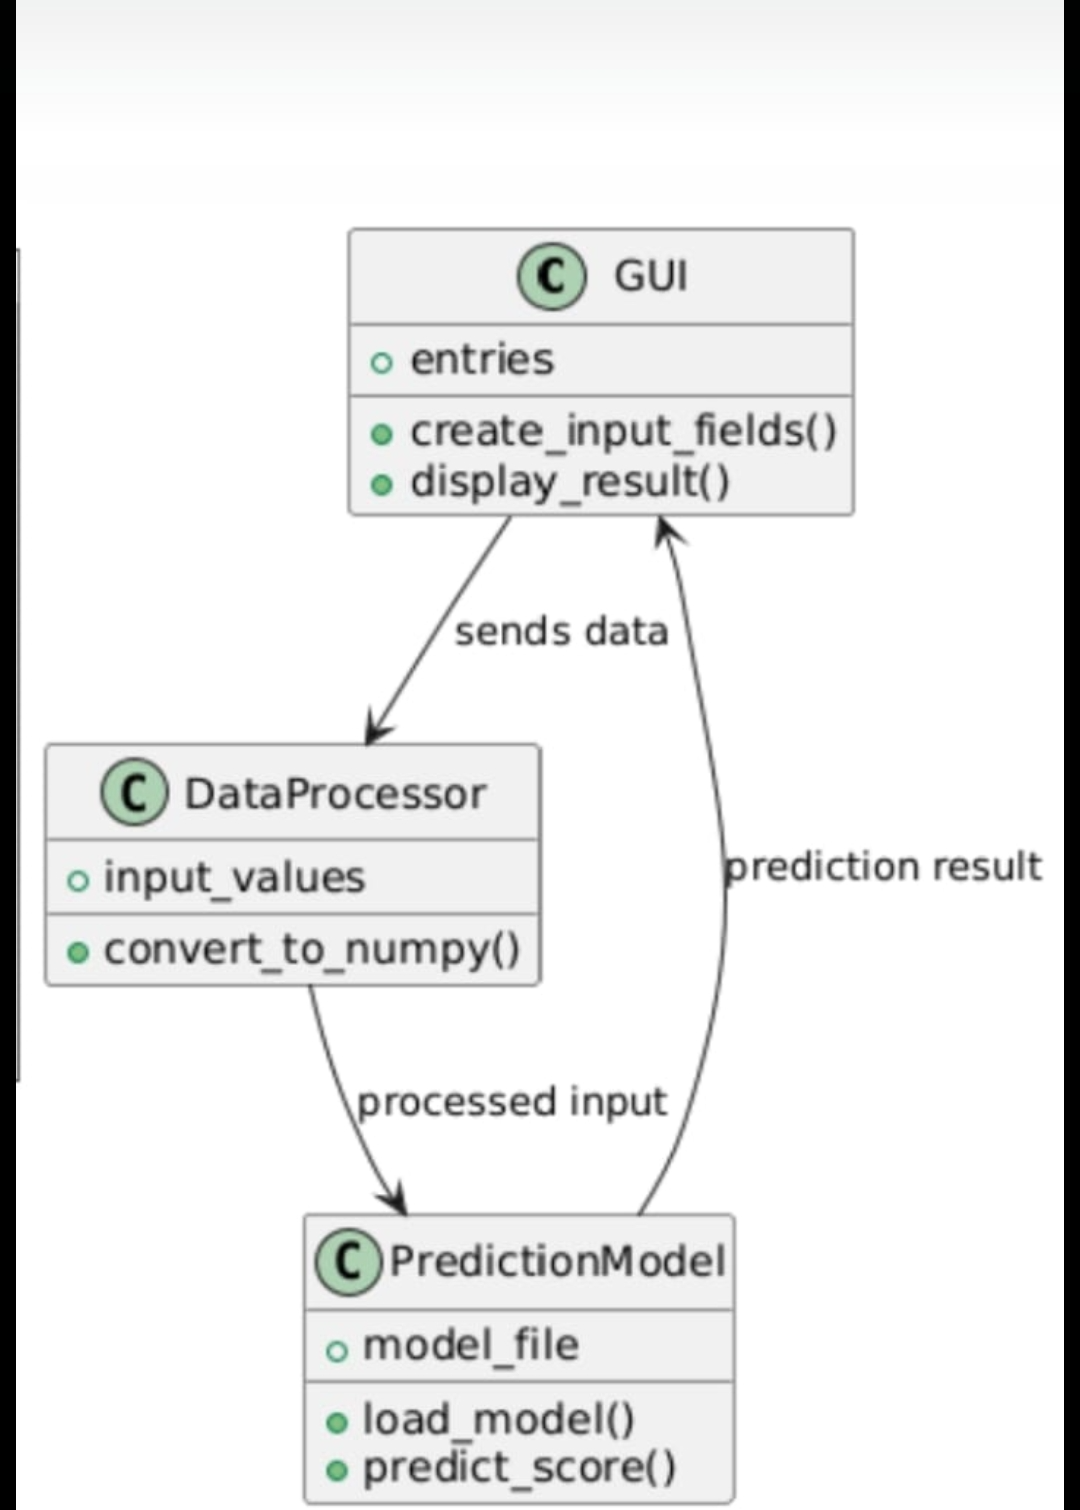 C GUI
entries
create_input_fields()
display_result()
sends data
C DataProcessor
input_values
convert_to_numpy()
prediction result
processed input
C PredictionModel
model_file
load_model()
predict_score()